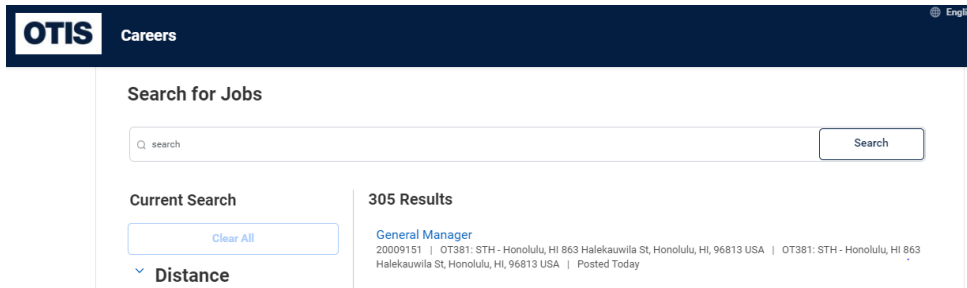 Engli
OTIS Careers
Search for Jobs
search
Search
Current Search
305 Results
Clear All
General Manager
20009151 | OT381: STH - Honolulu, HI 863 Halekauwila St, Honolulu, HI, 96813 USA | OT381: STH - Honolulu, HI 863
Halekauwila St, Honolulu, HI, 96813 USA | Posted Today
Distance